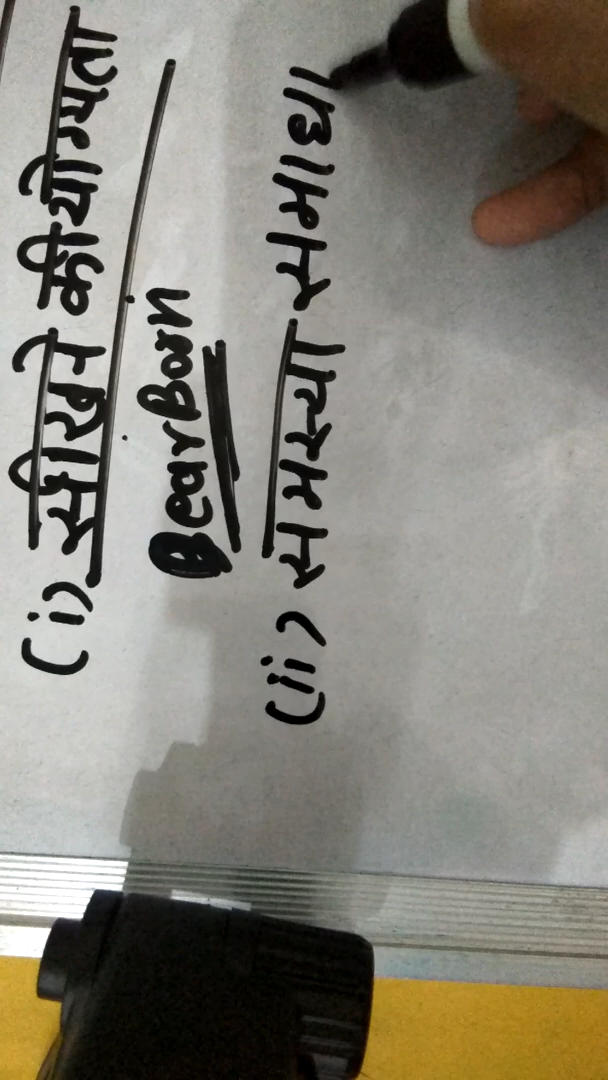 (i) सीखने की योग्यता
BearBorn
(ii) समस्या समाधा